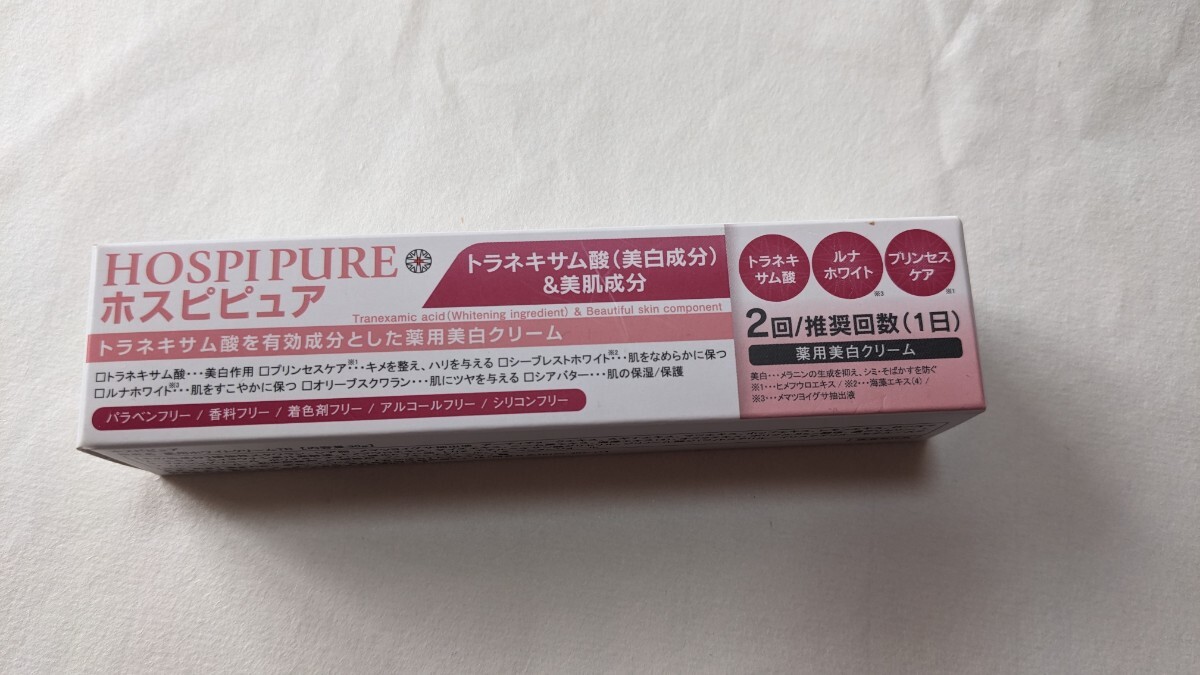 HOSPIPURE
ホスピピュア
トラネキサム酸(美白成分)
&美肌成分
Tranexamic acid(Whitening ingredient) & Beautiful skin component
トラネキサム酸を有効成分とした薬用美白クリーム
□トラネキサム酸･･･美白作用 □プリンセスケア※1･･･キメを整え、ハリを与える □シーブレストホワイト※2･･･肌をなめらかに保つ
□ルナホワイト※3･･･肌をすこやかに保つ □オリーブスクワラン･･･肌にツヤを与える □シアバター･･･肌の保湿/保護
パラベンフリー / 香料フリー / 着色剤フリー / アルコールフリー / シリコンフリー
トラネキ
サム酸
ルナ
ホワイト
※3
プリンセス
ケア
※1
2回/推奨回数(1日)
薬用美白クリーム
美白･･･メラニンの生成を抑え、シミ・そばかすを防ぐ
※1･･･ヒメフウロエキス / ※2･･･海藻エキス(4) /
※3･･･メマツヨイグサ抽出液